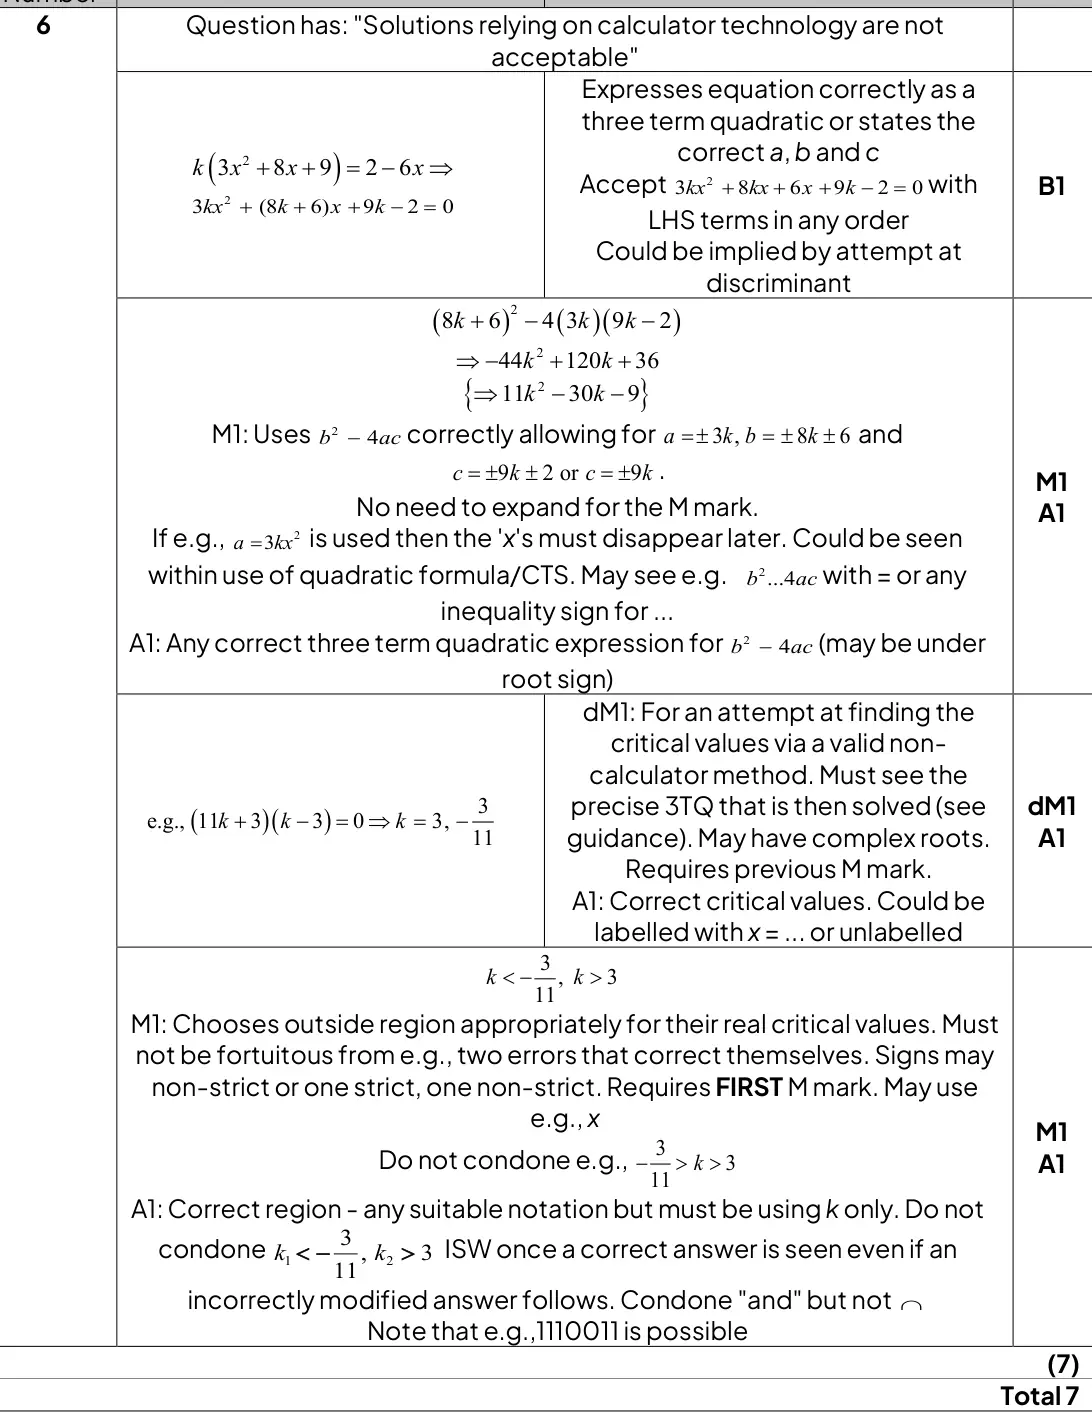 Number
6
Question has: "Solutions relying on calculator technology are not
acceptable"
k(3x² + 8x + 9) = 2 − 6x ⇒
3kx² + (8k + 6)x + 9k − 2 = 0
Expresses equation correctly as a
three term quadratic or states the
correct a, b and c
Accept 3kx² + 8kx + 6x + 9k − 2 = 0 with
LHS terms in any order
Could be implied by attempt at
discriminant
B1
(8k + 6)² − 4(3k)(9k − 2)
⇒ −44k² + 120k + 36
{⇒ 11k² − 30k − 9}
M1: Uses b² − 4ac correctly allowing for a = ± 3k, b = ± 8k ± 6 and
c = ±9k ± 2 or c = ±9k .
No need to expand for the M mark.
If e.g., a = 3kx² is used then the 'x's must disappear later. Could be seen
within use of quadratic formula/CTS. May see e.g. b²...4ac with = or any
inequality sign for ...
A1: Any correct three term quadratic expression for b² − 4ac (may be under
root sign)
M1
A1
e.g., (11k + 3)(k − 3) = 0 ⇒ k = 3, −3/11
dM1: For an attempt at finding the
critical values via a valid non-
calculator method. Must see the
precise 3TQ that is then solved (see
guidance). May have complex roots.
Requires previous M mark.
A1: Correct critical values. Could be
labelled with x = ... or unlabelled
dM1
A1
k < −3/11, k > 3
M1: Chooses outside region appropriately for their real critical values. Must
not be fortuitous from e.g., two errors that correct themselves. Signs may
non-strict or one strict, one non-strict. Requires FIRST M mark. May use
e.g., x
Do not condone e.g., −3/11 > k > 3
A1: Correct region - any suitable notation but must be using k only. Do not
condone k₁ < −3/11, k₂ > 3 ISW once a correct answer is seen even if an
incorrectly modified answer follows. Condone "and" but not ∩
Note that e.g.,1110011 is possible
M1
A1
(7)
Total 7